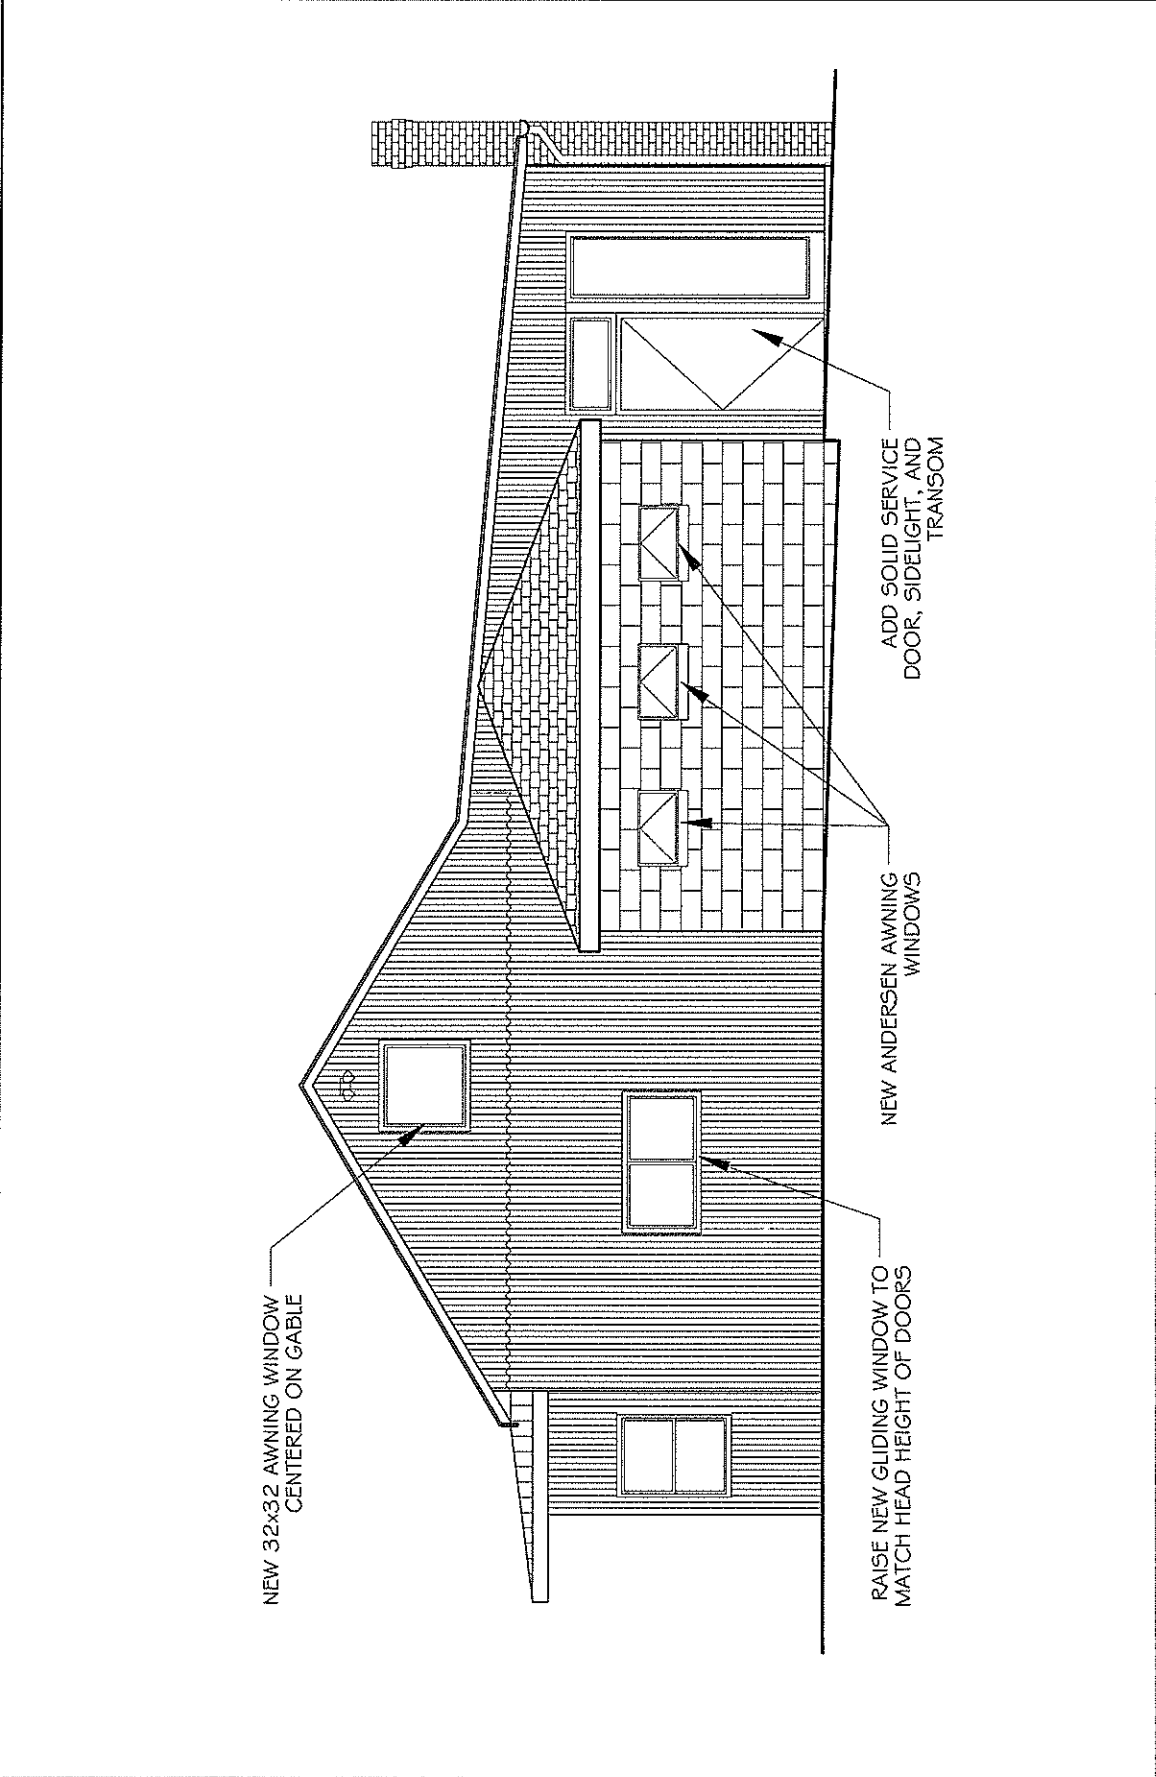 NEW 32x32 AWNING WINDOW
CENTERED ON GABLE
RAISE NEW GLIDING WINDOW TO
MATCH HEAD HEIGHT OF DOORS
NEW ANDERSEN AWNING
WINDOWS
ADD SOLID SERVICE
DOOR, SIDELIGHT, AND
TRANSOM